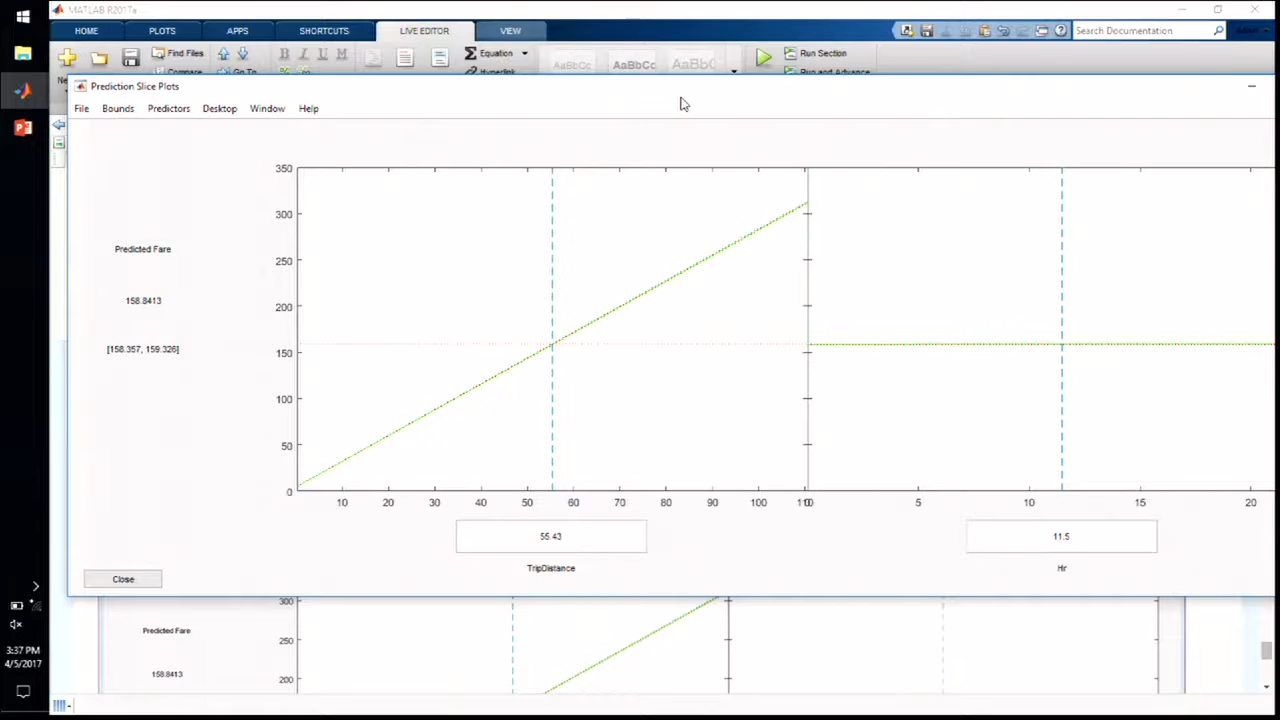 MATLAB R2017a
HOME PLOTS APPS SHORTCUTS LIVE EDITOR VIEW
Search Documentation
Find Files
B I U M
Equation
AaBbCc AaBbCc AaBbC
Run Section
Compare
Go To
Hyperlink
Run and Advance
Prediction Slice Plots
File Bounds Predictors Desktop Window Help
350
300
250
200
150
100
50
0
Predicted Fare
158.8413
[158.357, 159.326]
10 20 30 40 50 60 70 80 90 100 110
0 5 10 15 20
55.43
11.5
TripDistance
Hr
Close
300
250
200
Predicted Fare
158.8413
3:37 PM
4/5/2017